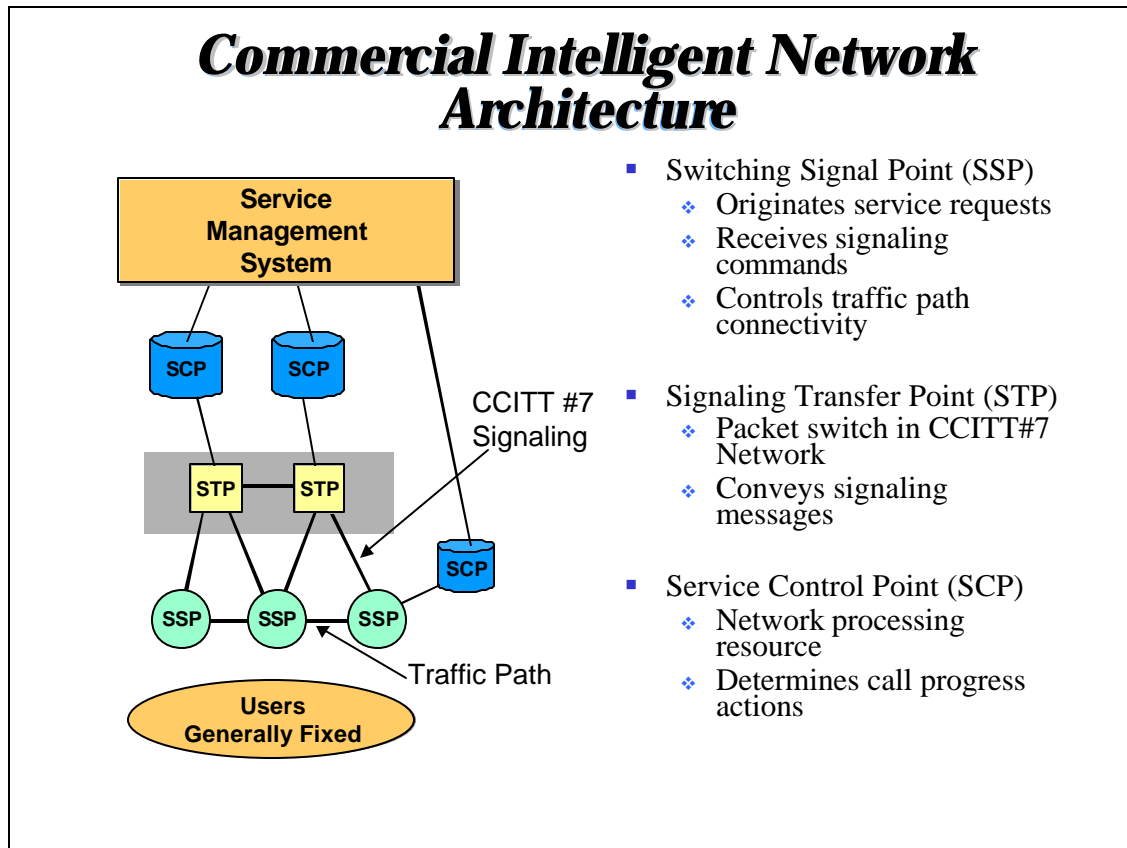 Commercial Intelligent Network
Architecture
Service
Management
System
SCP
SCP
CCITT #7
Signaling
STP
STP
SCP
SSP
SSP
SSP
Traffic Path
Users
Generally Fixed
Switching Signal Point (SSP)
Originates service requests
Receives signaling
commands
Controls traffic path
connectivity
Signaling Transfer Point (STP)
Packet switch in CCITT#7
Network
Conveys signaling
messages
Service Control Point (SCP)
Network processing
resource
Determines call progress
actions